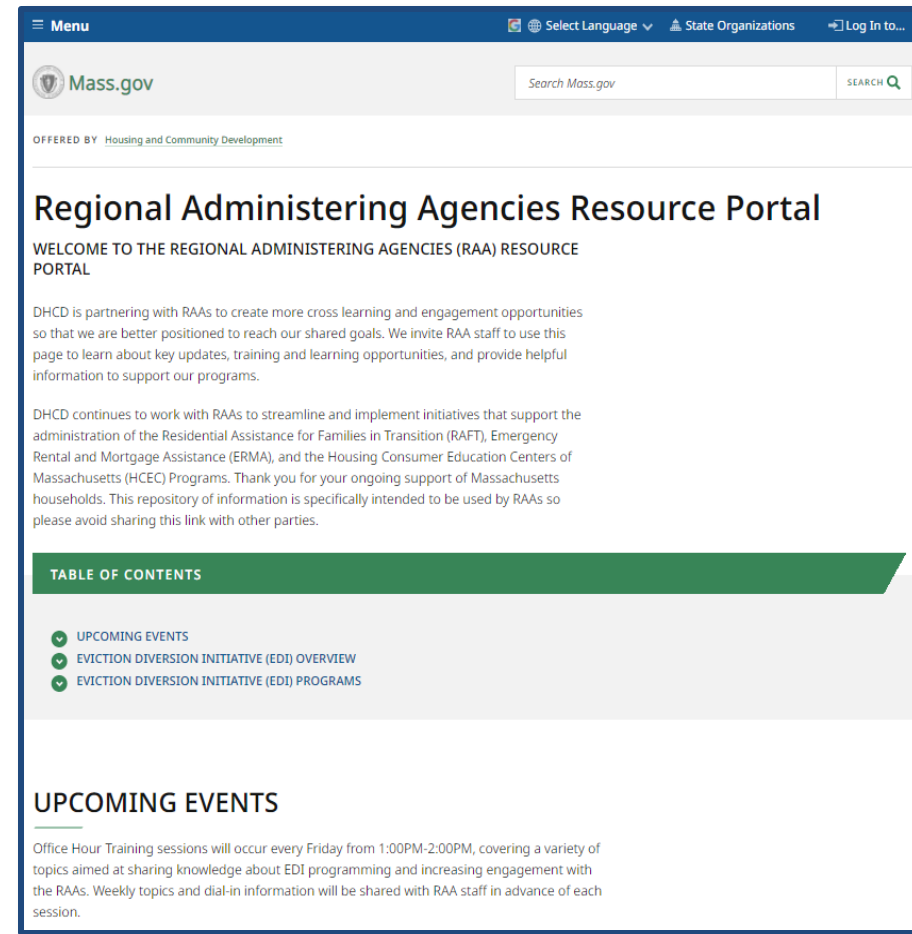 Menu
Select Language
State Organizations
Log In to...
Mass.gov
Search Mass.gov
SEARCH
OFFERED BY Housing and Community Development
Regional Administering Agencies Resource Portal
WELCOME TO THE REGIONAL ADMINISTERING AGENCIES (RAA) RESOURCE
PORTAL
DHCD is partnering with RAAs to create more cross learning and engagement opportunities
so that we are better positioned to reach our shared goals. We invite RAA staff to use this
page to learn about key updates, training and learning opportunities, and provide helpful
information to support our programs.
DHCD continues to work with RAAs to streamline and implement initiatives that support the
administration of the Residential Assistance for Families in Transition (RAFT), Emergency
Rental and Mortgage Assistance (ERMA), and the Housing Consumer Education Centers of
Massachusetts (HCEC) Programs. Thank you for your ongoing support of Massachusetts
households. This repository of information is specifically intended to be used by RAAs so
please avoid sharing this link with other parties.
TABLE OF CONTENTS
UPCOMING EVENTS
EVICTION DIVERSION INITIATIVE (EDI) OVERVIEW
EVICTION DIVERSION INITIATIVE (EDI) PROGRAMS
UPCOMING EVENTS
Office Hour Training sessions will occur every Friday from 1:00PM-2:00PM, covering a variety of
topics aimed at sharing knowledge about EDI programming and increasing engagement with
the RAAs. Weekly topics and dial-in information will be shared with RAA staff in advance of each
session.